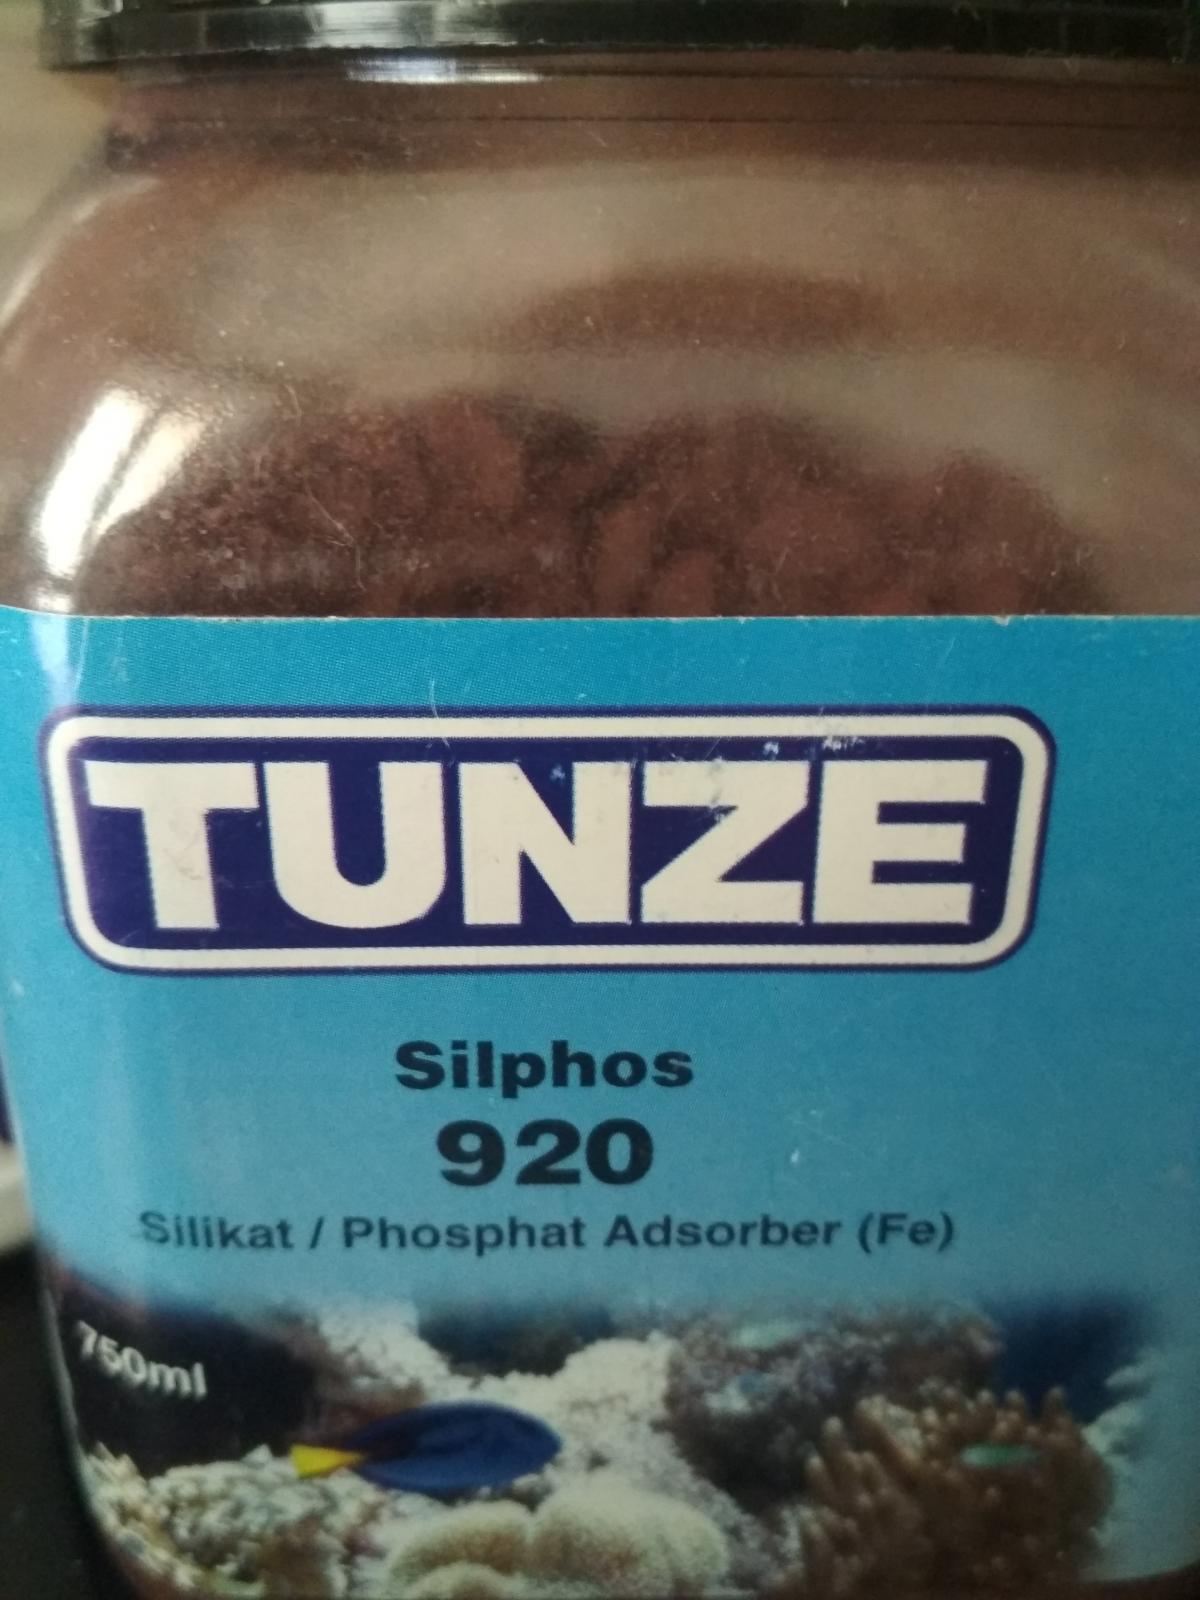 TUNZE
Silphos
920
Silikat / Phosphat Adsorber (Fe)
750ml